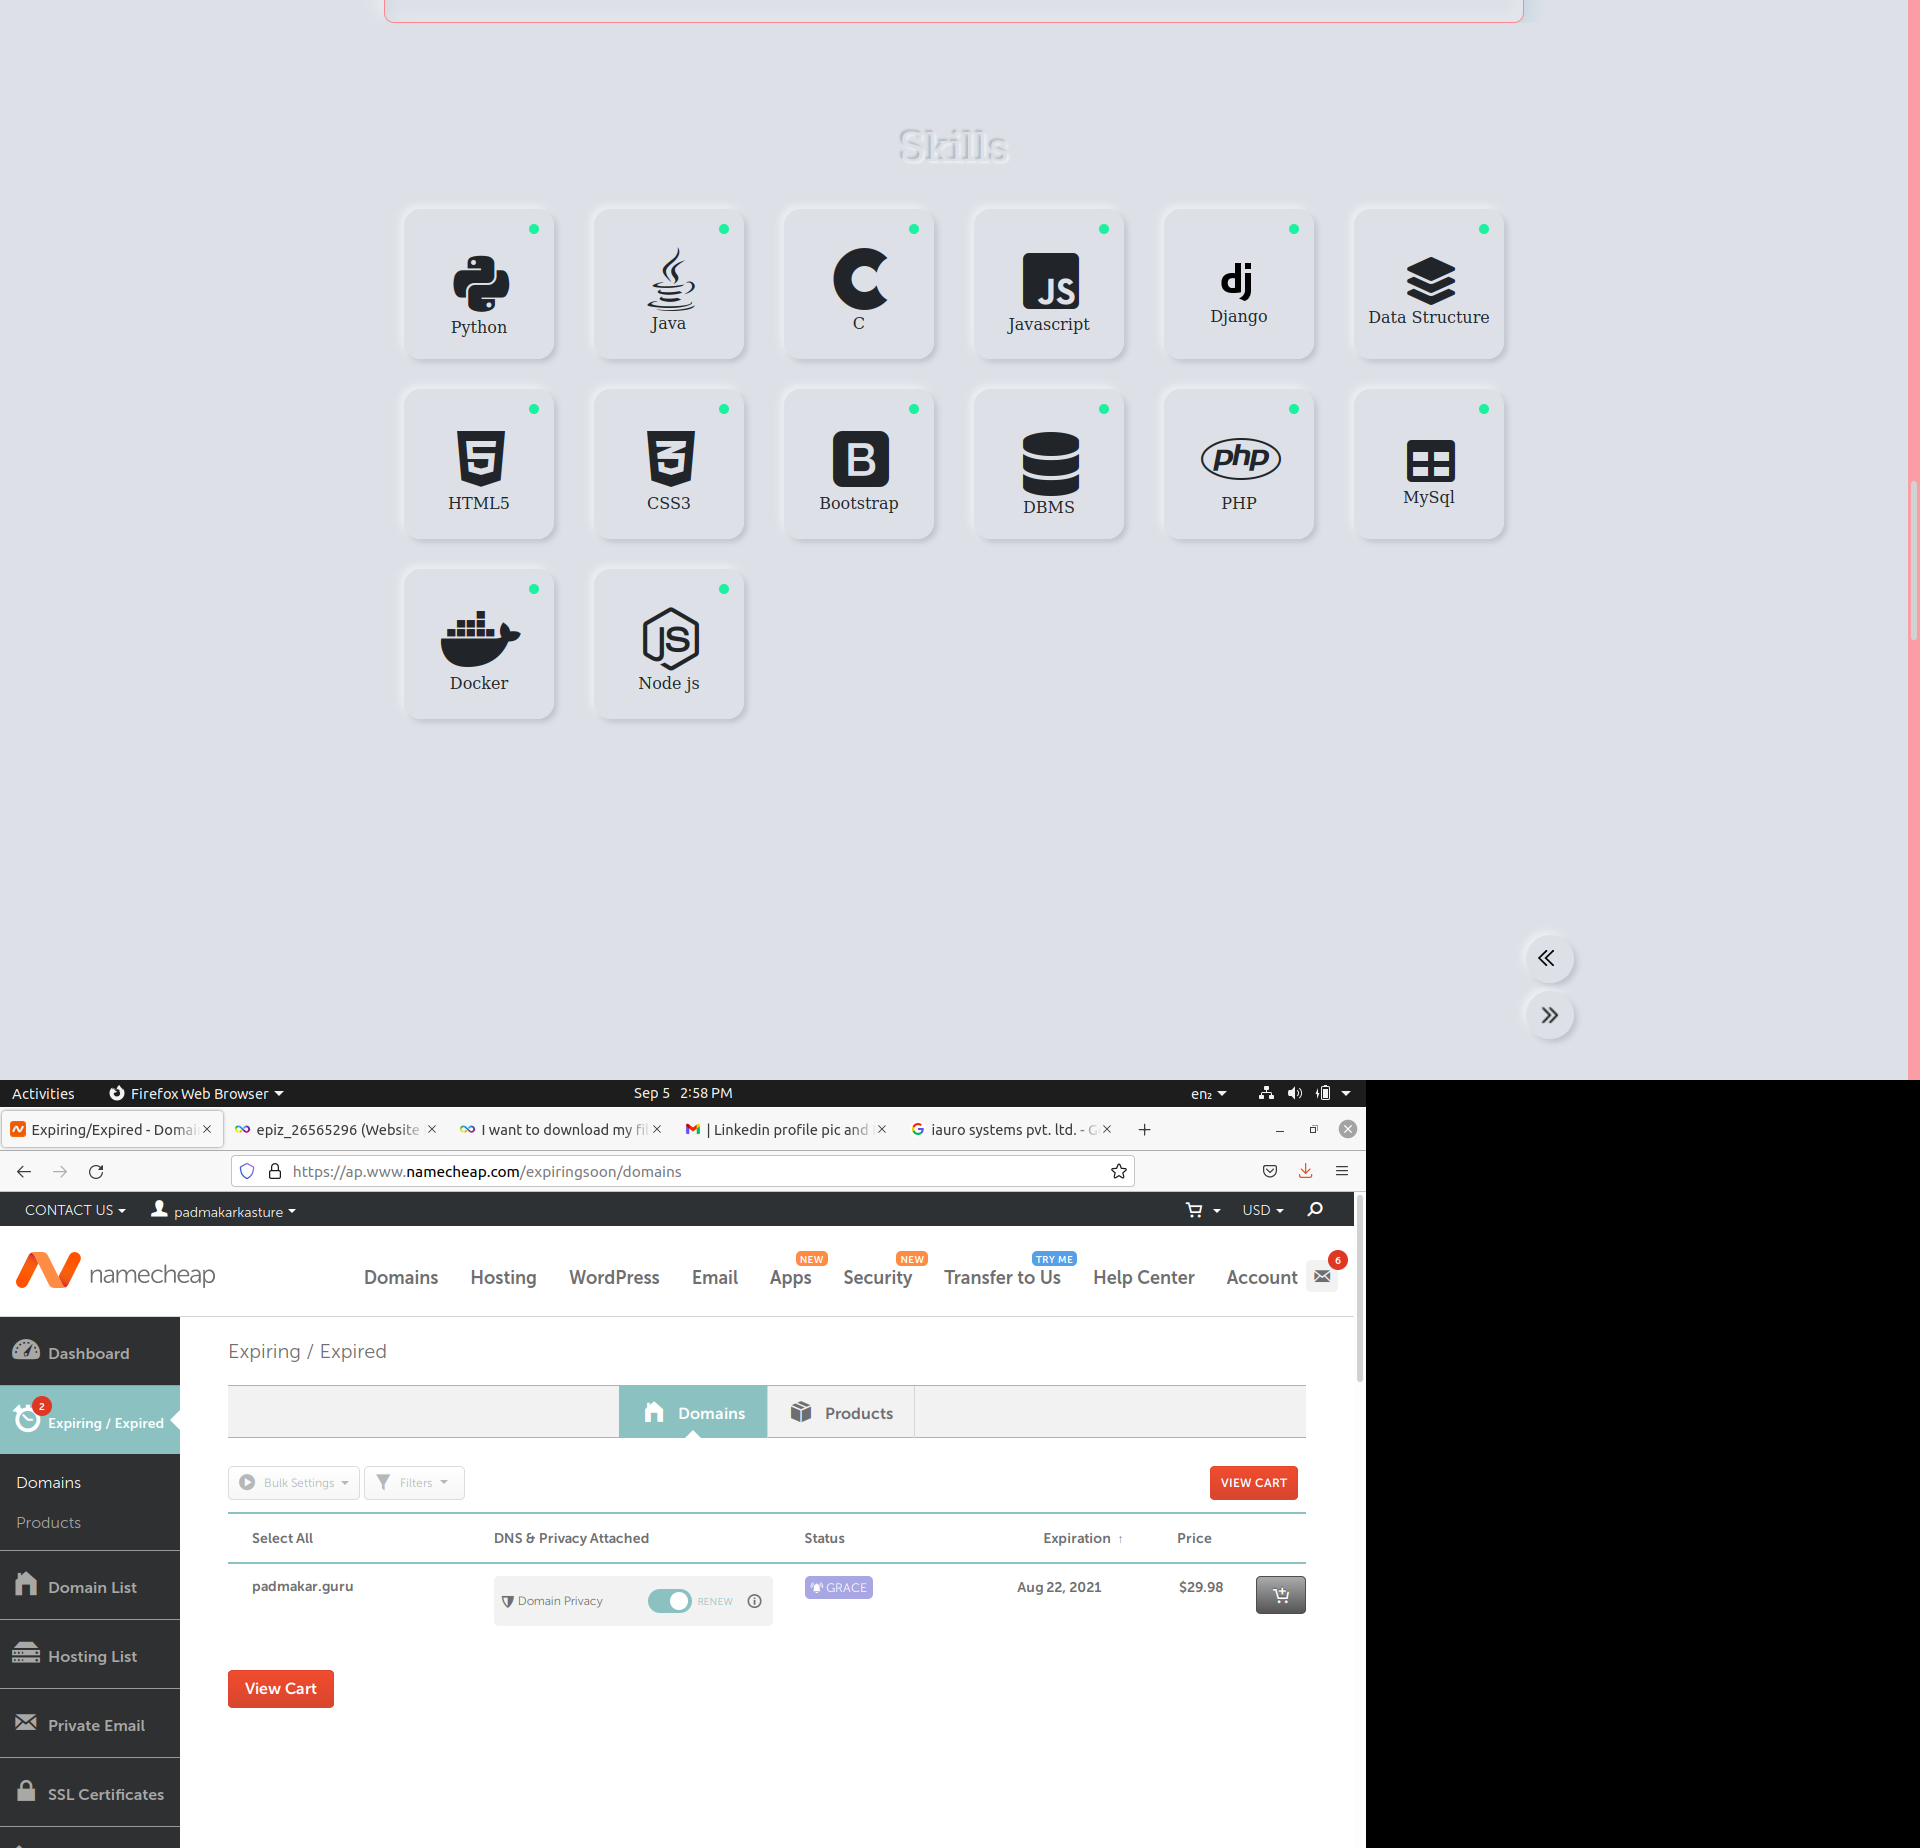 Skills
Python
Java
C
JS
Javascript
dj
Django
Data Structure
HTML5
CSS3
B
Bootstrap
DBMS
php
PHP
MySql
Docker
JS
Node js
Activities Firefox Web Browser Sep 5 2:58 PM en₂
Expiring/Expired - Domai epiz_26565296 (Website I want to download my fil | Linkedin profile pic and iauro systems pvt. ltd. - G
https://ap.www.namecheap.com/expiringsoon/domains
CONTACT US padmakarkasture USD
NEW NEW TRY ME 6
namecheap Domains Hosting WordPress Email Apps Security Transfer to Us Help Center Account
Dashboard
2
Expiring / Expired
Domains
Products
Domain List
Hosting List
Private Email
SSL Certificates
Expiring / Expired
Domains Products
Bulk Settings Filters VIEW CART
Select All DNS & Privacy Attached Status Expiration ↑ Price
padmakar.guru Domain Privacy RENEW GRACE Aug 22, 2021 $29.98
View Cart